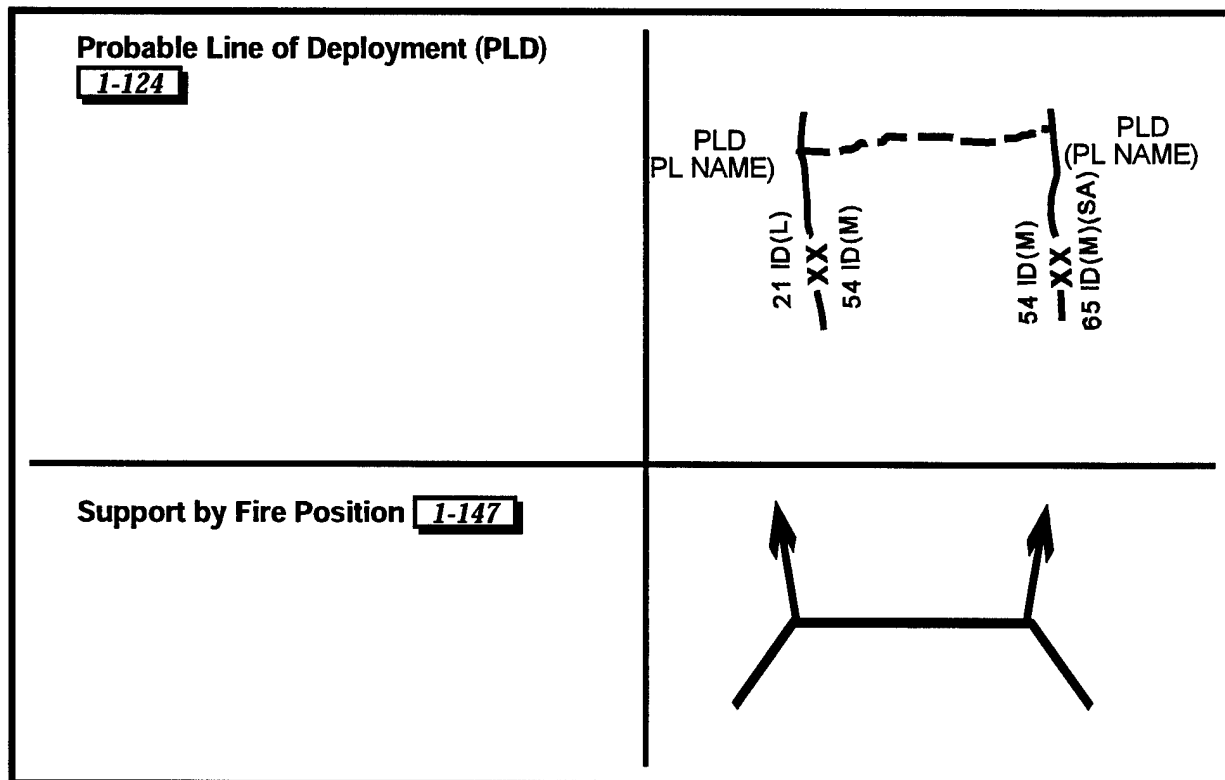 Probable Line of Deployment (PLD)
1-124
PLD
(PL NAME)
PLD
(PL NAME)
21 ID(L)
XX
54 ID(M)
54 ID(M)
XX
65 ID(M)(SA)
Support by Fire Position 1-147